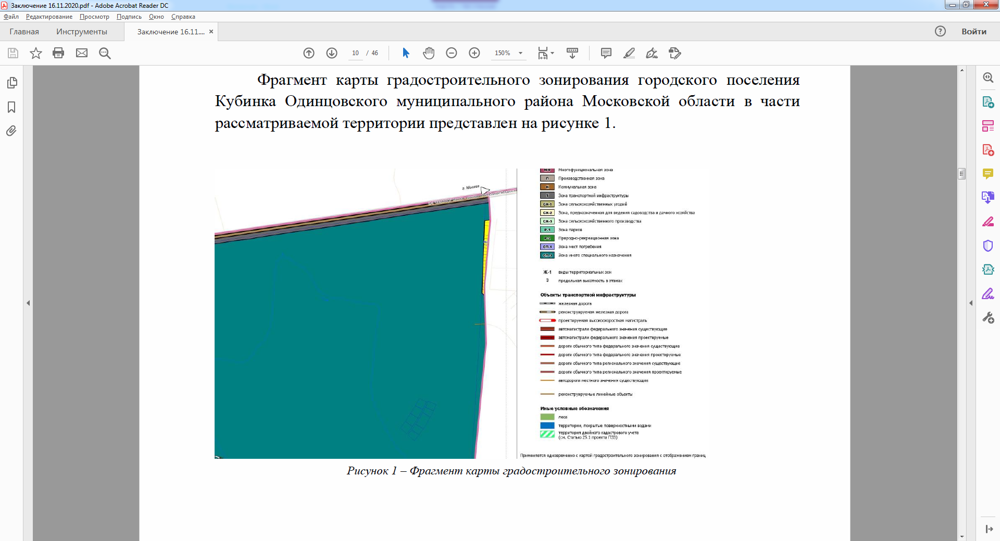 Заключение 16.11.2020.pdf - Adobe Acrobat Reader DC
Файл Редактирование Просмотр Подпись Окно Справка
Главная Инструменты Заключение 16.11.... × Войти
10 / 46 150%
Фрагмент карты градостроительного зонирования городского поселения
Кубинка Одинцовского муниципального района Московской области в части
рассматриваемой территории представлен на рисунке 1.
г. Москва
МФ Многофункциональная зона
П Производственная зона
К Коммунальная зона
Т Зона транспортной инфраструктуры
СХ-1 Зона сельскохозяйственных угодий
СХ-2 Зона, предназначенная для ведения садоводства и дачного хозяйства
СХ-3 Зона сельскохозяйственного производства
Р-1 Зона парков
Р-2 Природно-рекреационная зона
СП-1 Зона мест погребения
СП-3 Зона иного специального назначения
Ж-1 виды территориальных зон
3 предельная высотность в этажах
Объекты транспортной инфраструктуры
железная дорога
реконструируемая железная дорога
проектируемая высокоскоростная магистраль
автомагистрали федерального значения существующие
автомагистрали федерального значения проектируемые
дороги обычного типа федерального значения существующие
дороги обычного типа федерального значения проектируемые
дороги обычного типа регионального значения существующие
дороги обычного типа регионального значения проектируемые
автодороги местного значения существующие
реконструируемые линейные объекты
Иные условные обозначения
леса
территории, покрытые поверхностными водами
территория двойного кадастрового учета
(см. Статью 25.1 проекта ПЗЗ)
Применяется одновременно с картой градостроительного зонирования с отображением границ
Рисунок 1 – Фрагмент карты градостроительного зонирования